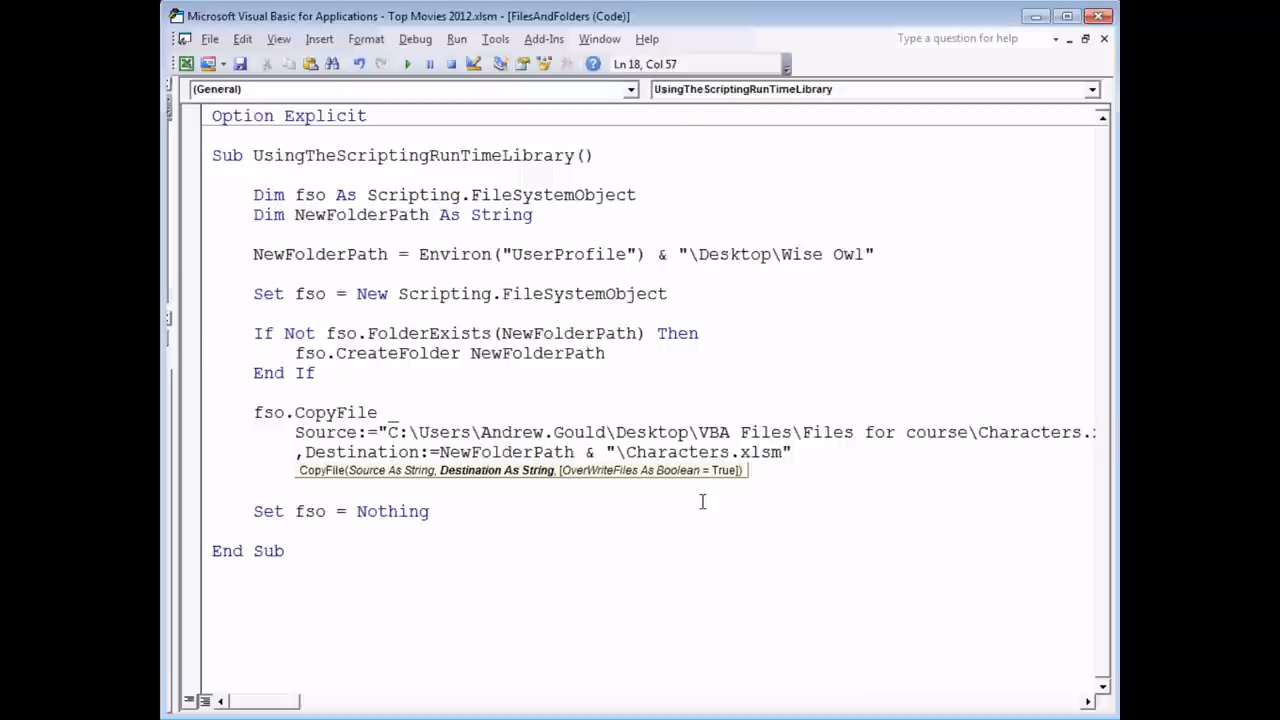 Microsoft Visual Basic for Applications - Top Movies 2012.xlsm - [FilesAndFolders (Code)]
File Edit View Insert Format Debug Run Tools Add-Ins Window Help Type a question for help
Ln 18, Col 57
(General) UsingTheScriptingRunTimeLibrary
Option Explicit
Sub UsingTheScriptingRunTimeLibrary()
Dim fso As Scripting.FileSystemObject
Dim NewFolderPath As String
NewFolderPath = Environ("UserProfile") & "\Desktop\Wise Owl"
Set fso = New Scripting.FileSystemObject
If Not fso.FolderExists(NewFolderPath) Then
fso.CreateFolder NewFolderPath
End If
fso.CopyFile _
Source:="C:\Users\Andrew.Gould\Desktop\VBA Files\Files for course\Characters.
,Destination:=NewFolderPath & "\Characters.xlsm"
CopyFile(Source As String, Destination As String, [OverWriteFiles As Boolean = True])
Set fso = Nothing
End Sub